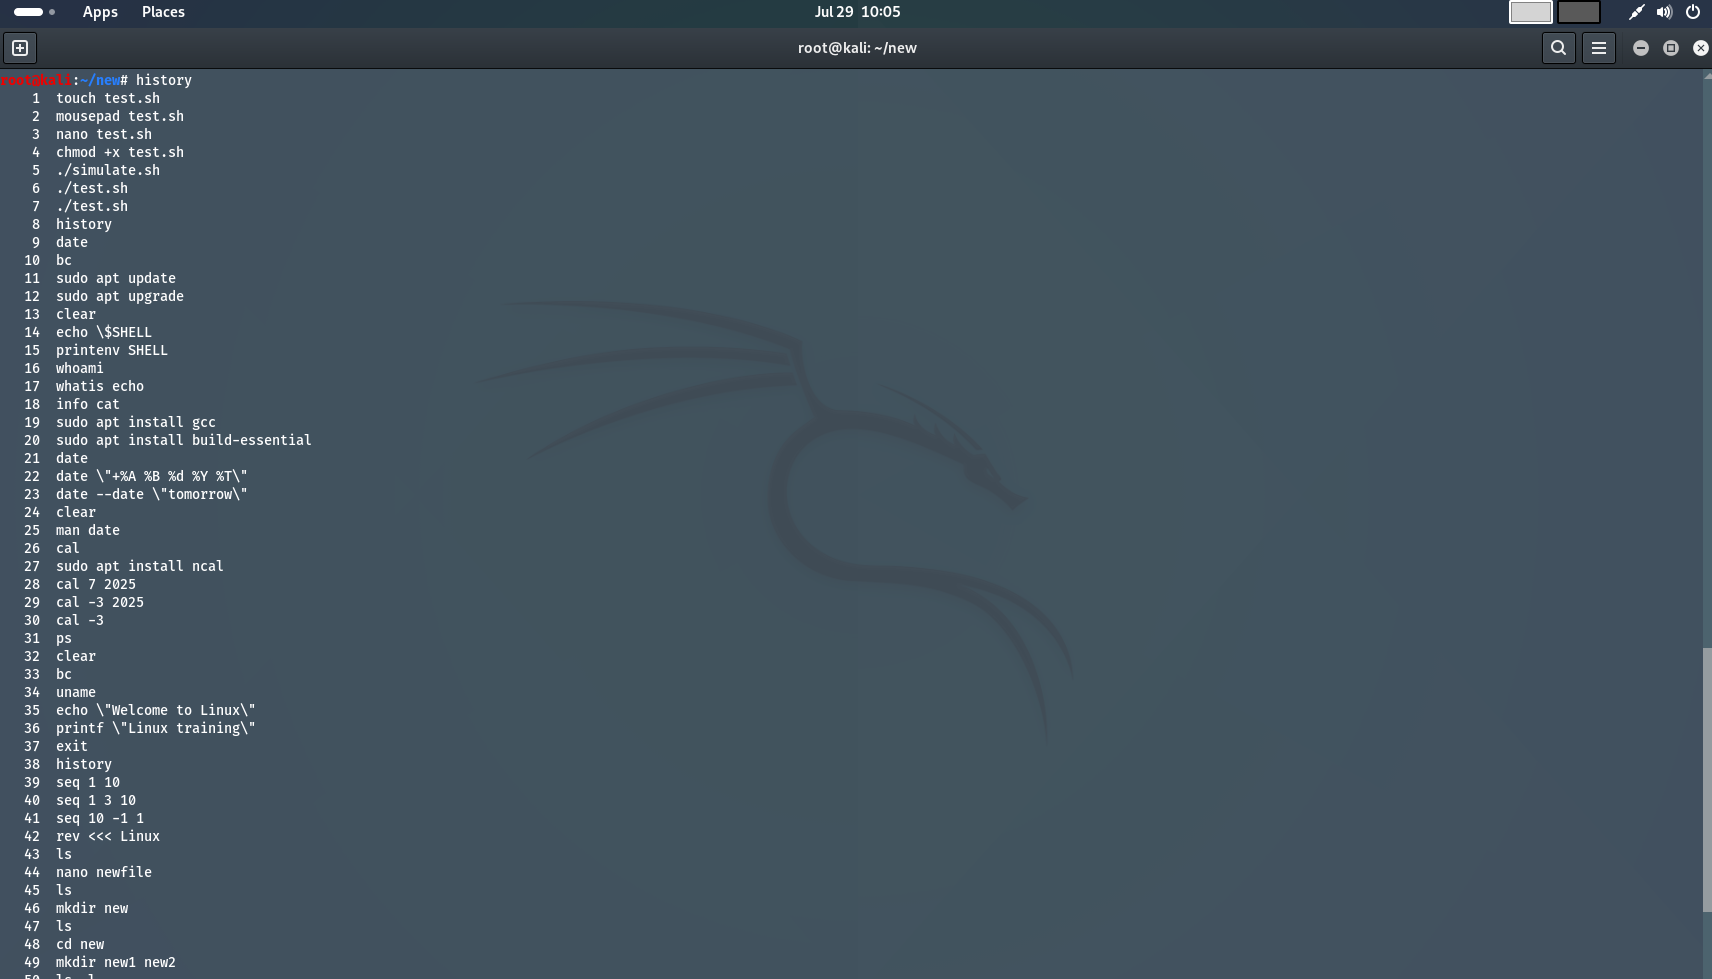 Apps Places Jul 29 10:05
root@kali: ~/new
root@kali:~/new# history
1 touch test.sh
2 mousepad test.sh
3 nano test.sh
4 chmod +x test.sh
5 ./simulate.sh
6 ./test.sh
7 ./test.sh
8 history
9 date
10 bc
11 sudo apt update
12 sudo apt upgrade
13 clear
14 echo \$SHELL
15 printenv SHELL
16 whoami
17 whatis echo
18 info cat
19 sudo apt install gcc
20 sudo apt install build-essential
21 date
22 date \"+%A %B %d %Y %T\"
23 date --date \"tomorrow\"
24 clear
25 man date
26 cal
27 sudo apt install ncal
28 cal 7 2025
29 cal -3 2025
30 cal -3
31 ps
32 clear
33 bc
34 uname
35 echo \"Welcome to Linux\"
36 printf \"Linux training\"
37 exit
38 history
39 seq 1 10
40 seq 1 3 10
41 seq 10 -1 1
42 rev <<< Linux
43 ls
44 nano newfile
45 ls
46 mkdir new
47 ls
48 cd new
49 mkdir new1 new2